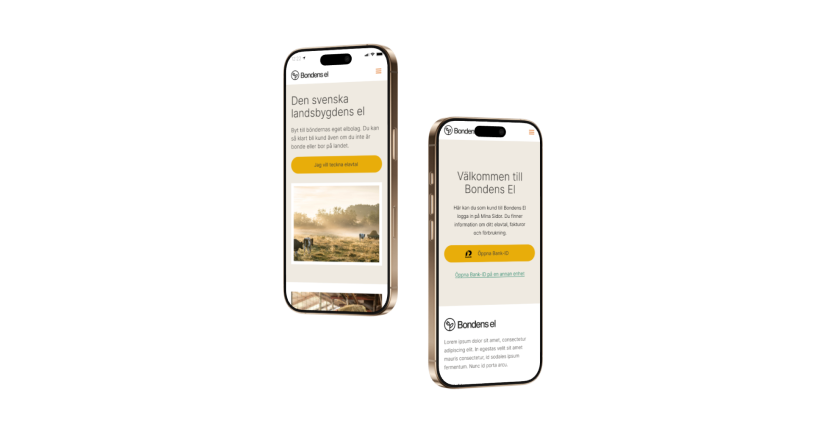 Bondens el
Den svenska
landsbygdens el
Byt till böndernas eget elbolag. Du kan
så klart bli kund även om du inte är
bonde eller bor på landet.
Jag vill teckna elavtal
Bondens
Välkommen till
Bondens El
Här kan du som kund till Bondens El
logga in på Mina Sidor. Du finner
information om ditt elavtal, fakturor
och förbrukning.
Öppna Bank-ID
Öppna Bank-ID på en annan enhet
Bondens el
Lorem ipsum dolor sit amet, consectetur
adipiscing elit. In egestas velit sit amet
mauris consectetur, id sodales ipsum
fermentum. Nunc id porta arcu.